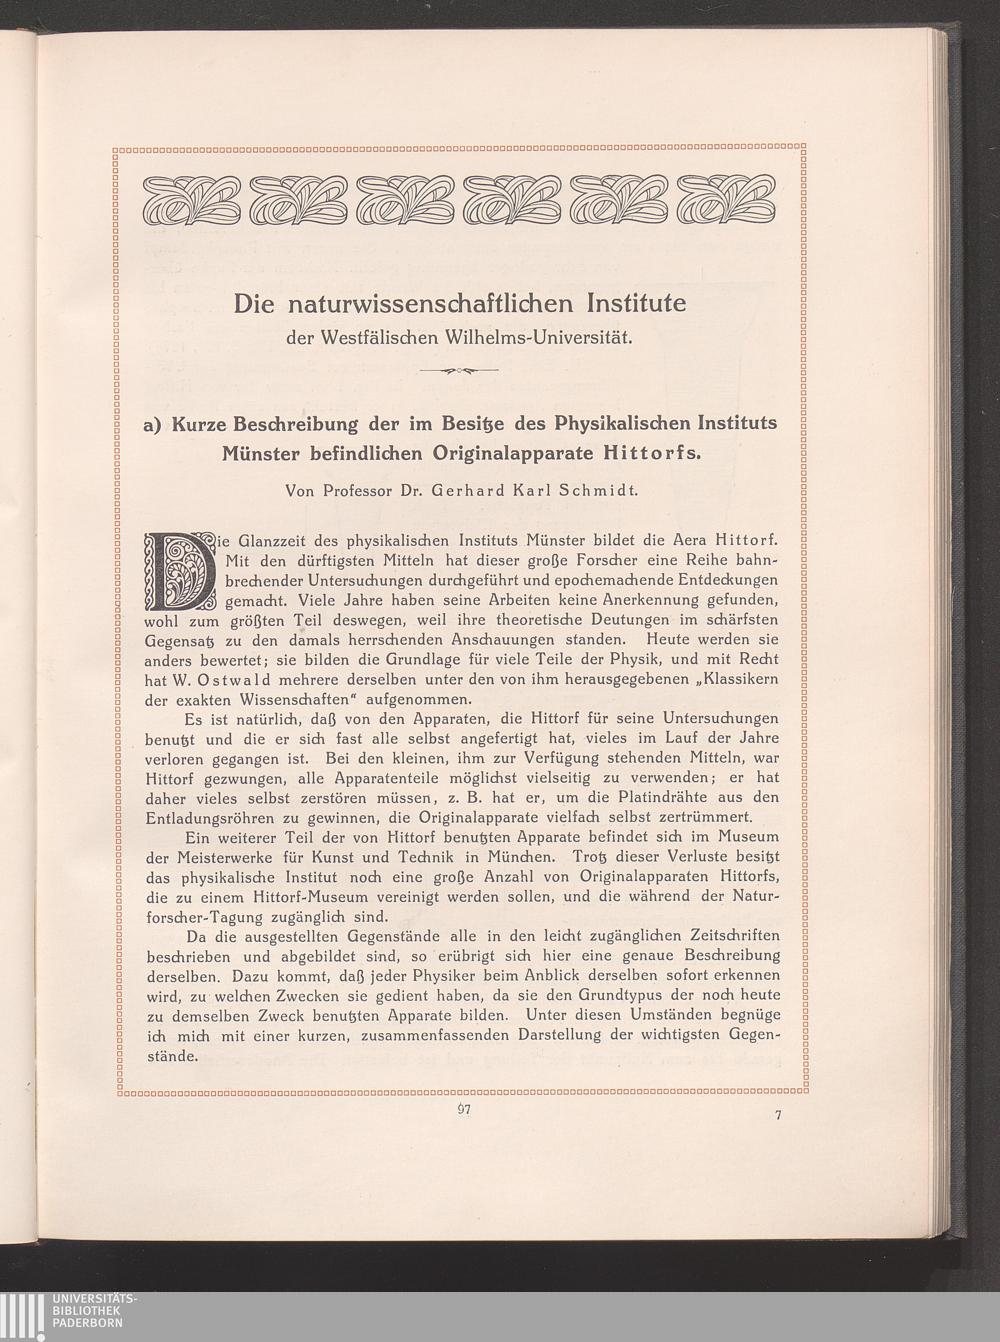 Die naturwissenschaftlichen Institute
der Westfälischen Wilhelms-Universität.
a) Kurze Beschreibung der im Besitze des Physikalischen Instituts
Münster befindlichen Originalapparate Hittorfs.
Von Professor Dr. Gerhard Karl Schmidt.
Die Glanzzeit des physikalischen Instituts Münster bildet die Aera Hittorf.
Mit den dürftigsten Mitteln hat dieser große Forscher eine Reihe bahn-
brechender Untersuchungen durchgeführt und epochemachende Entdeckungen
gemacht. Viele Jahre haben seine Arbeiten keine Anerkennung gefunden,
wohl zum größten Teil deswegen, weil ihre theoretische Deutungen im schärfsten
Gegensatz zu den damals herrschenden Anschauungen standen. Heute werden sie
anders bewertet; sie bilden die Grundlage für viele Teile der Physik, und mit Recht
hat W. Ostwald mehrere derselben unter den von ihm herausgegebenen „Klassikern
der exakten Wissenschaften" aufgenommen.
Es ist natürlich, daß von den Apparaten, die Hittorf für seine Untersuchungen
benutzt und die er sich fast alle selbst angefertigt hat, vieles im Lauf der Jahre
verloren gegangen ist. Bei den kleinen, ihm zur Verfügung stehenden Mitteln, war
Hittorf gezwungen, alle Apparatenteile möglichst vielseitig zu verwenden; er hat
daher vieles selbst zerstören müssen, z. B. hat er, um die Platindrähte aus den
Entladungsröhren zu gewinnen, die Originalapparate vielfach selbst zertrümmert.
Ein weiterer Teil der von Hittorf benutzten Apparate befindet sich im Museum
der Meisterwerke für Kunst und Technik in München. Trotz dieser Verluste besitzt
das physikalische Institut noch eine große Anzahl von Originalapparaten Hittorfs,
die zu einem Hittorf-Museum vereinigt werden sollen, und die während der Natur-
forscher-Tagung zugänglich sind.
Da die ausgestellten Gegenstände alle in den leicht zugänglichen Zeitschriften
beschrieben und abgebildet sind, so erübrigt sich hier eine genaue Beschreibung
derselben. Dazu kommt, daß jeder Physiker beim Anblick derselben sofort erkennen
wird, zu welchen Zwecken sie gedient haben, da sie den Grundtypus der noch heute
zu demselben Zweck benutzten Apparate bilden. Unter diesen Umständen begnüge
ich mich mit einer kurzen, zusammenfassenden Darstellung der wichtigsten Gegen-
stände.
97
7
UNIVERSITÄTS-
BIBLIOTHEK
PADERBORN